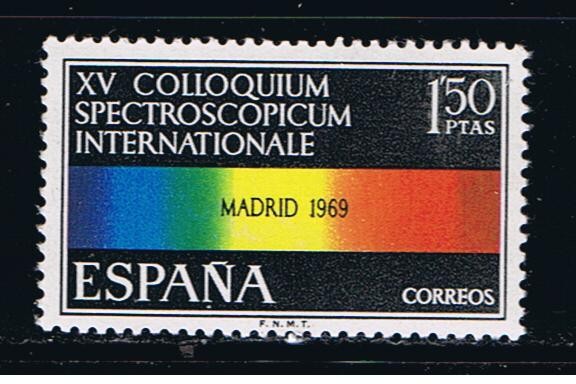 XV COLLOQUIUM
SPECTROSCOPICUM
INTERNATIONALE
1'50
PTAS
MADRID 1969
ESPAÑA
CORREOS
F. N. M. T.